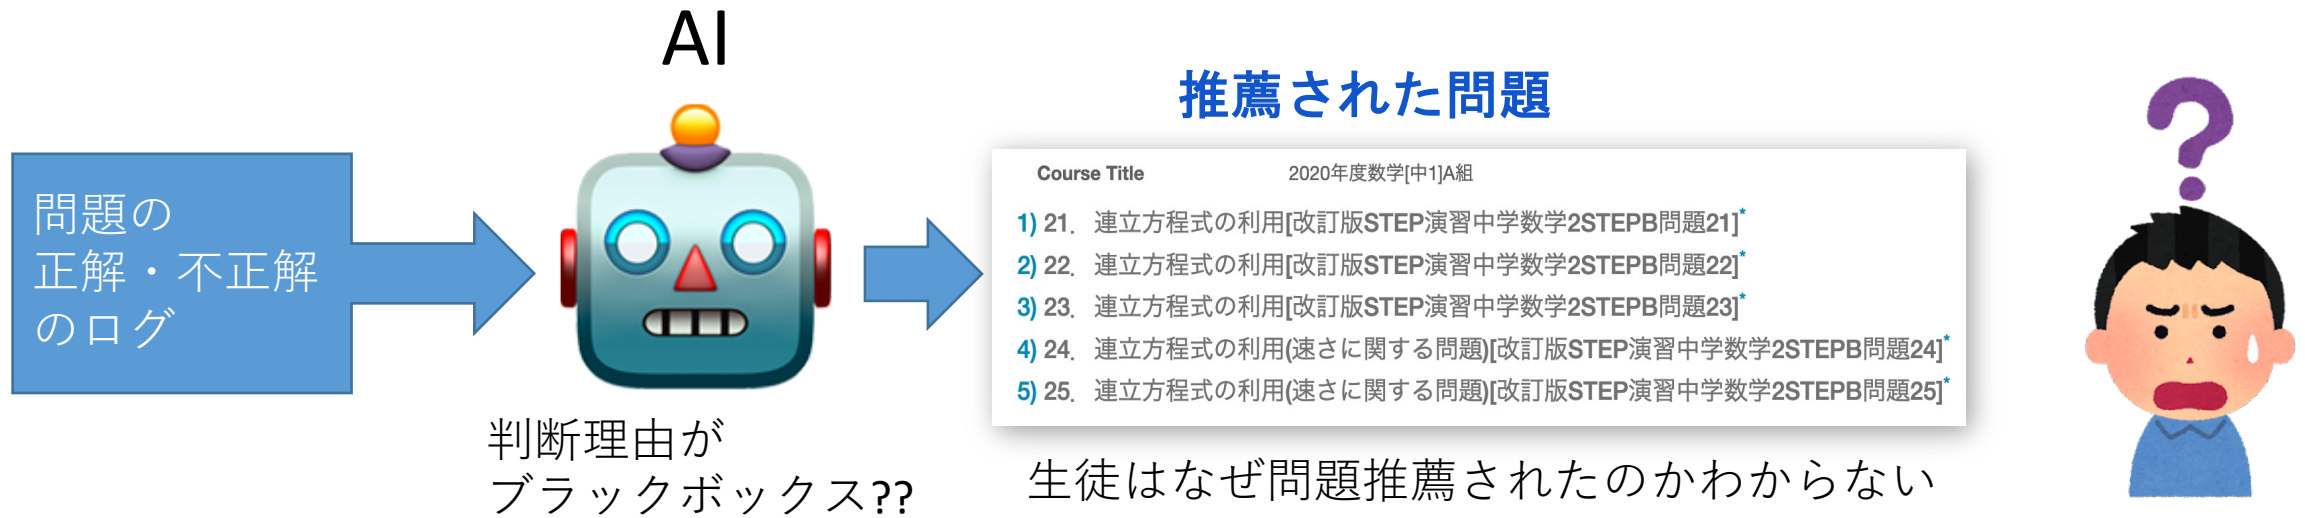 AI
問題の
正解・不正解
のログ
判断理由が
ブラックボックス??
推薦された問題
Course Title 2020年度数学[中1]A組
1) 21. 連立方程式の利用[改訂版STEP演習中学数学2STEPB問題21]*
2) 22. 連立方程式の利用[改訂版STEP演習中学数学2STEPB問題22]*
3) 23. 連立方程式の利用[改訂版STEP演習中学数学2STEPB問題23]*
4) 24. 連立方程式の利用(速さに関する問題)[改訂版STEP演習中学数学2STEPB問題24]*
5) 25. 連立方程式の利用(速さに関する問題)[改訂版STEP演習中学数学2STEPB問題25]*
生徒はなぜ問題推薦されたのかわからない
?